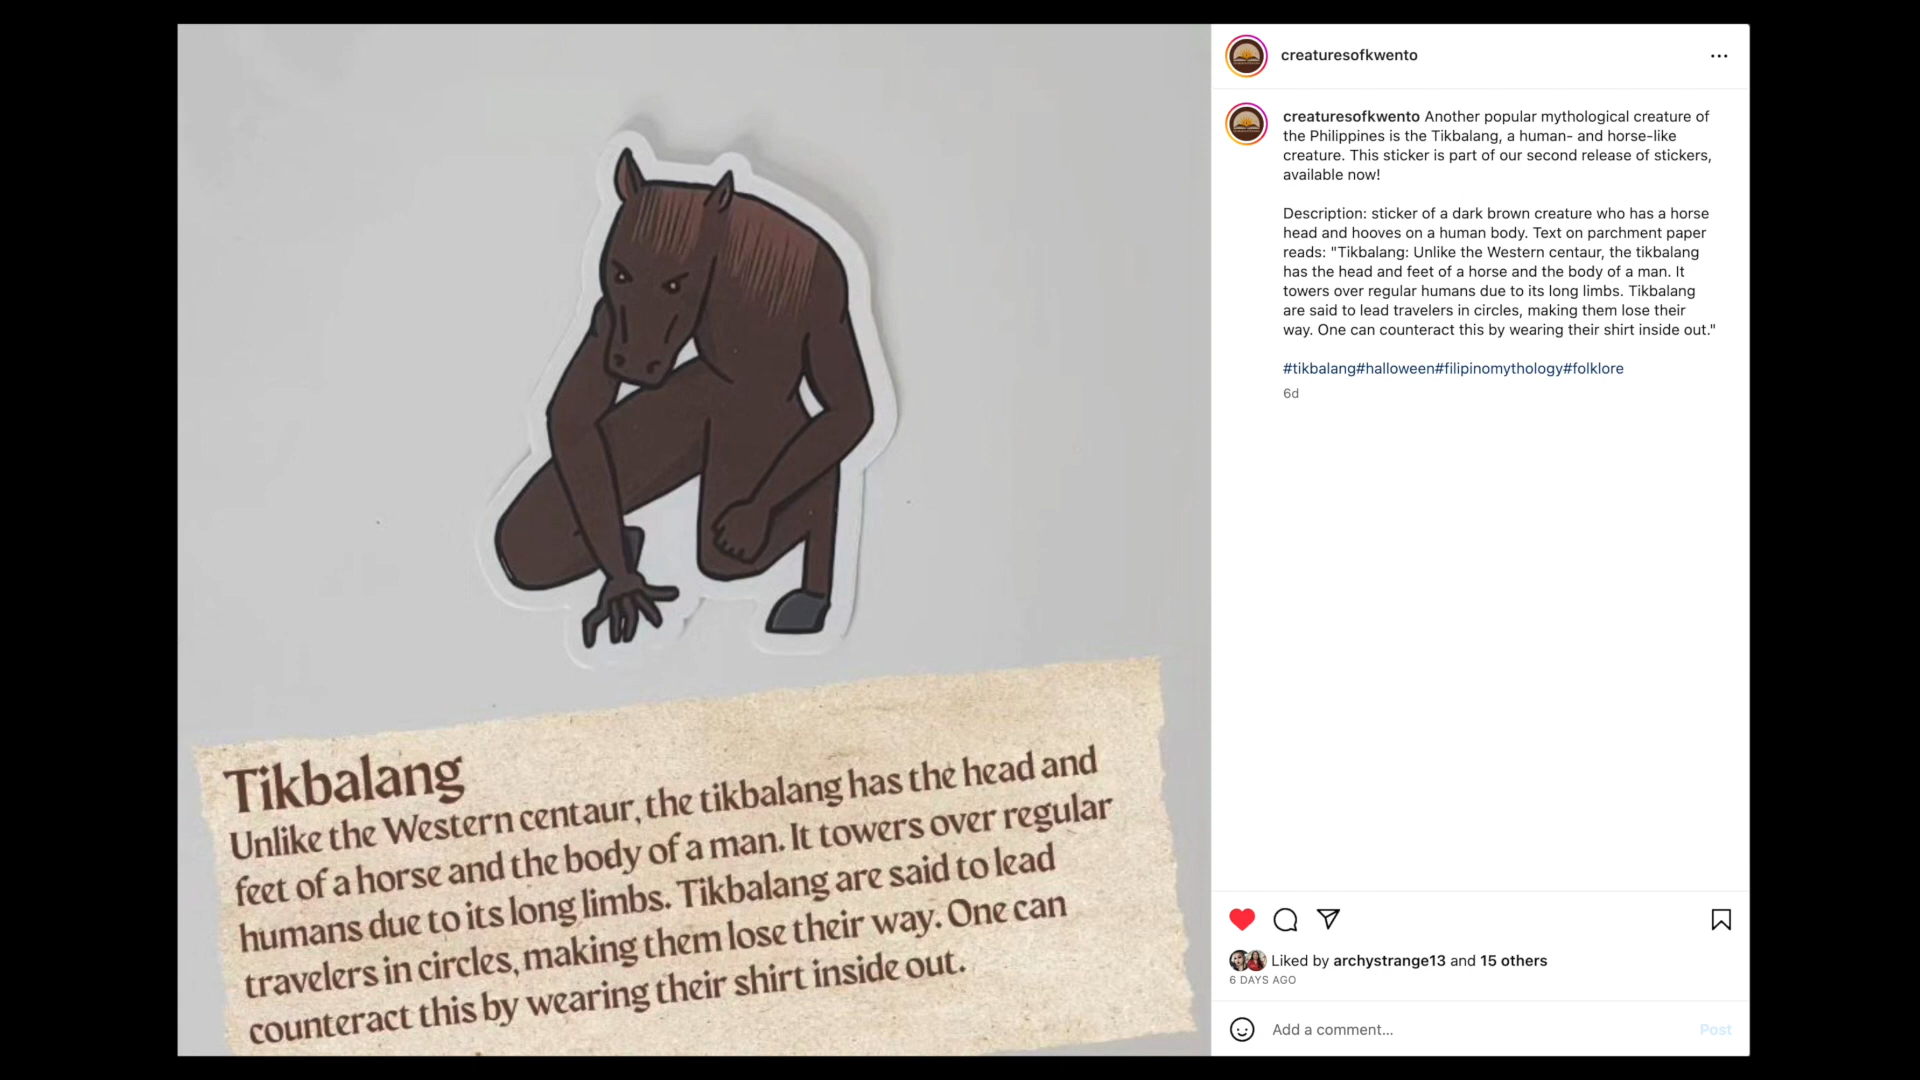 Tikbalang
Unlike the Western centaur, the tikbalang has the head and
feet of a horse and the body of a man. It towers over regular
humans due to its long limbs. Tikbalang are said to lead
travelers in circles, making them lose their way. One can
counteract this by wearing their shirt inside out.
creaturesofkwento
creaturesofkwento Another popular mythological creature of
the Philippines is the Tikbalang, a human- and horse-like
creature. This sticker is part of our second release of stickers,
available now!
Description: sticker of a dark brown creature who has a horse
head and hooves on a human body. Text on parchment paper
reads: "Tikbalang: Unlike the Western centaur, the tikbalang
has the head and feet of a horse and the body of a man. It
towers over regular humans due to its long limbs. Tikbalang
are said to lead travelers in circles, making them lose their
way. One can counteract this by wearing their shirt inside out."
#tikbalang#halloween#filipinomythology#folklore
6d
Liked by archystrange13 and 15 others
6 DAYS AGO
Add a comment...
Post